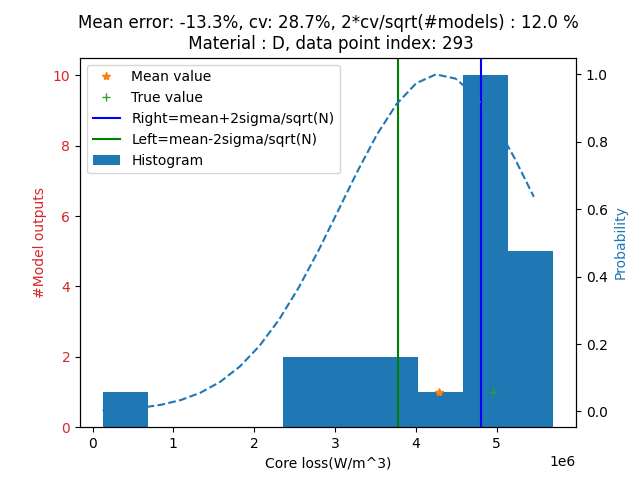 Mean error: -13.3%, cv: 28.7%, 2*cv/sqrt(#models) : 12.0 %
Material : D, data point index: 293
Mean value
True value
Right=mean+2sigma/sqrt(N)
Left=mean-2sigma/sqrt(N)
Histogram
#Model outputs
10
8
6
4
2
0
Probability
1.0
0.8
0.6
0.4
0.2
0.0
0
1
2
3
4
5
1e6
Core loss(W/m^3)